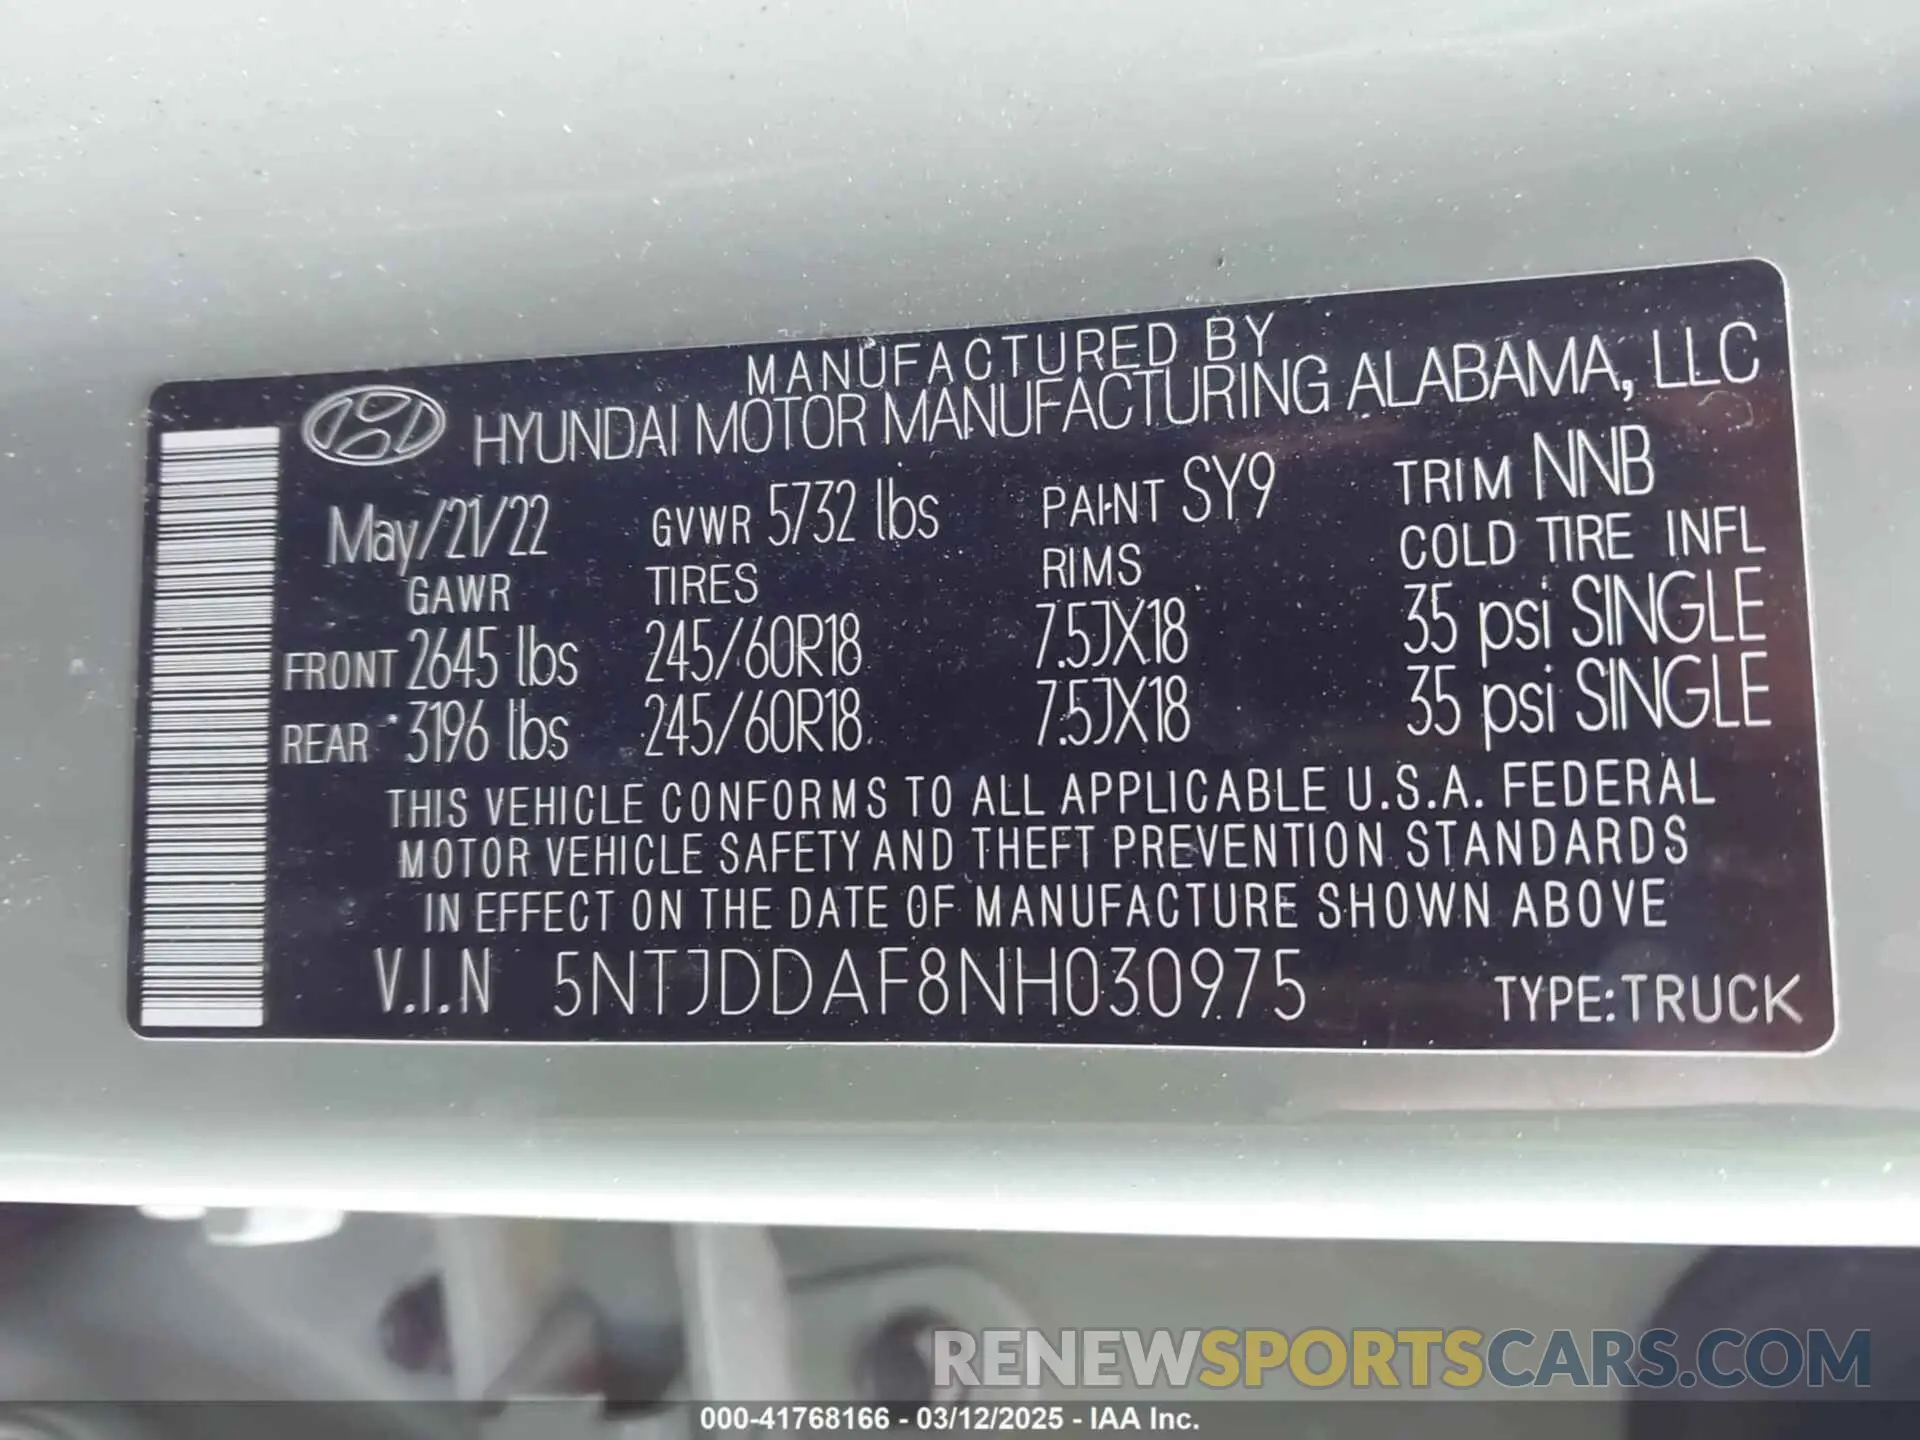 MANUFACTURED BY
HYUNDAI MOTOR MANUFACTURING ALABAMA, LLC
May/21/22 GVWR 5732 lbs PAINT SY9 TRIM NNB
GAWR TIRES RIMS COLD TIRE INFL
FRONT 2645 lbs 245/60R18 7.5JX18 35 psi SINGLE
REAR 3196 lbs 245/60R18 7.5JX18 35 psi SINGLE
THIS VEHICLE CONFORMS TO ALL APPLICABLE U.S.A. FEDERAL
MOTOR VEHICLE SAFETY AND THEFT PREVENTION STANDARDS
IN EFFECT ON THE DATE OF MANUFACTURE SHOWN ABOVE
V.I.N 5NTJDDAF8NH030975 TYPE:TRUCK
RENEWSPORTSCARS.COM
000-41768166 - 03/12/2025 - IAA Inc.